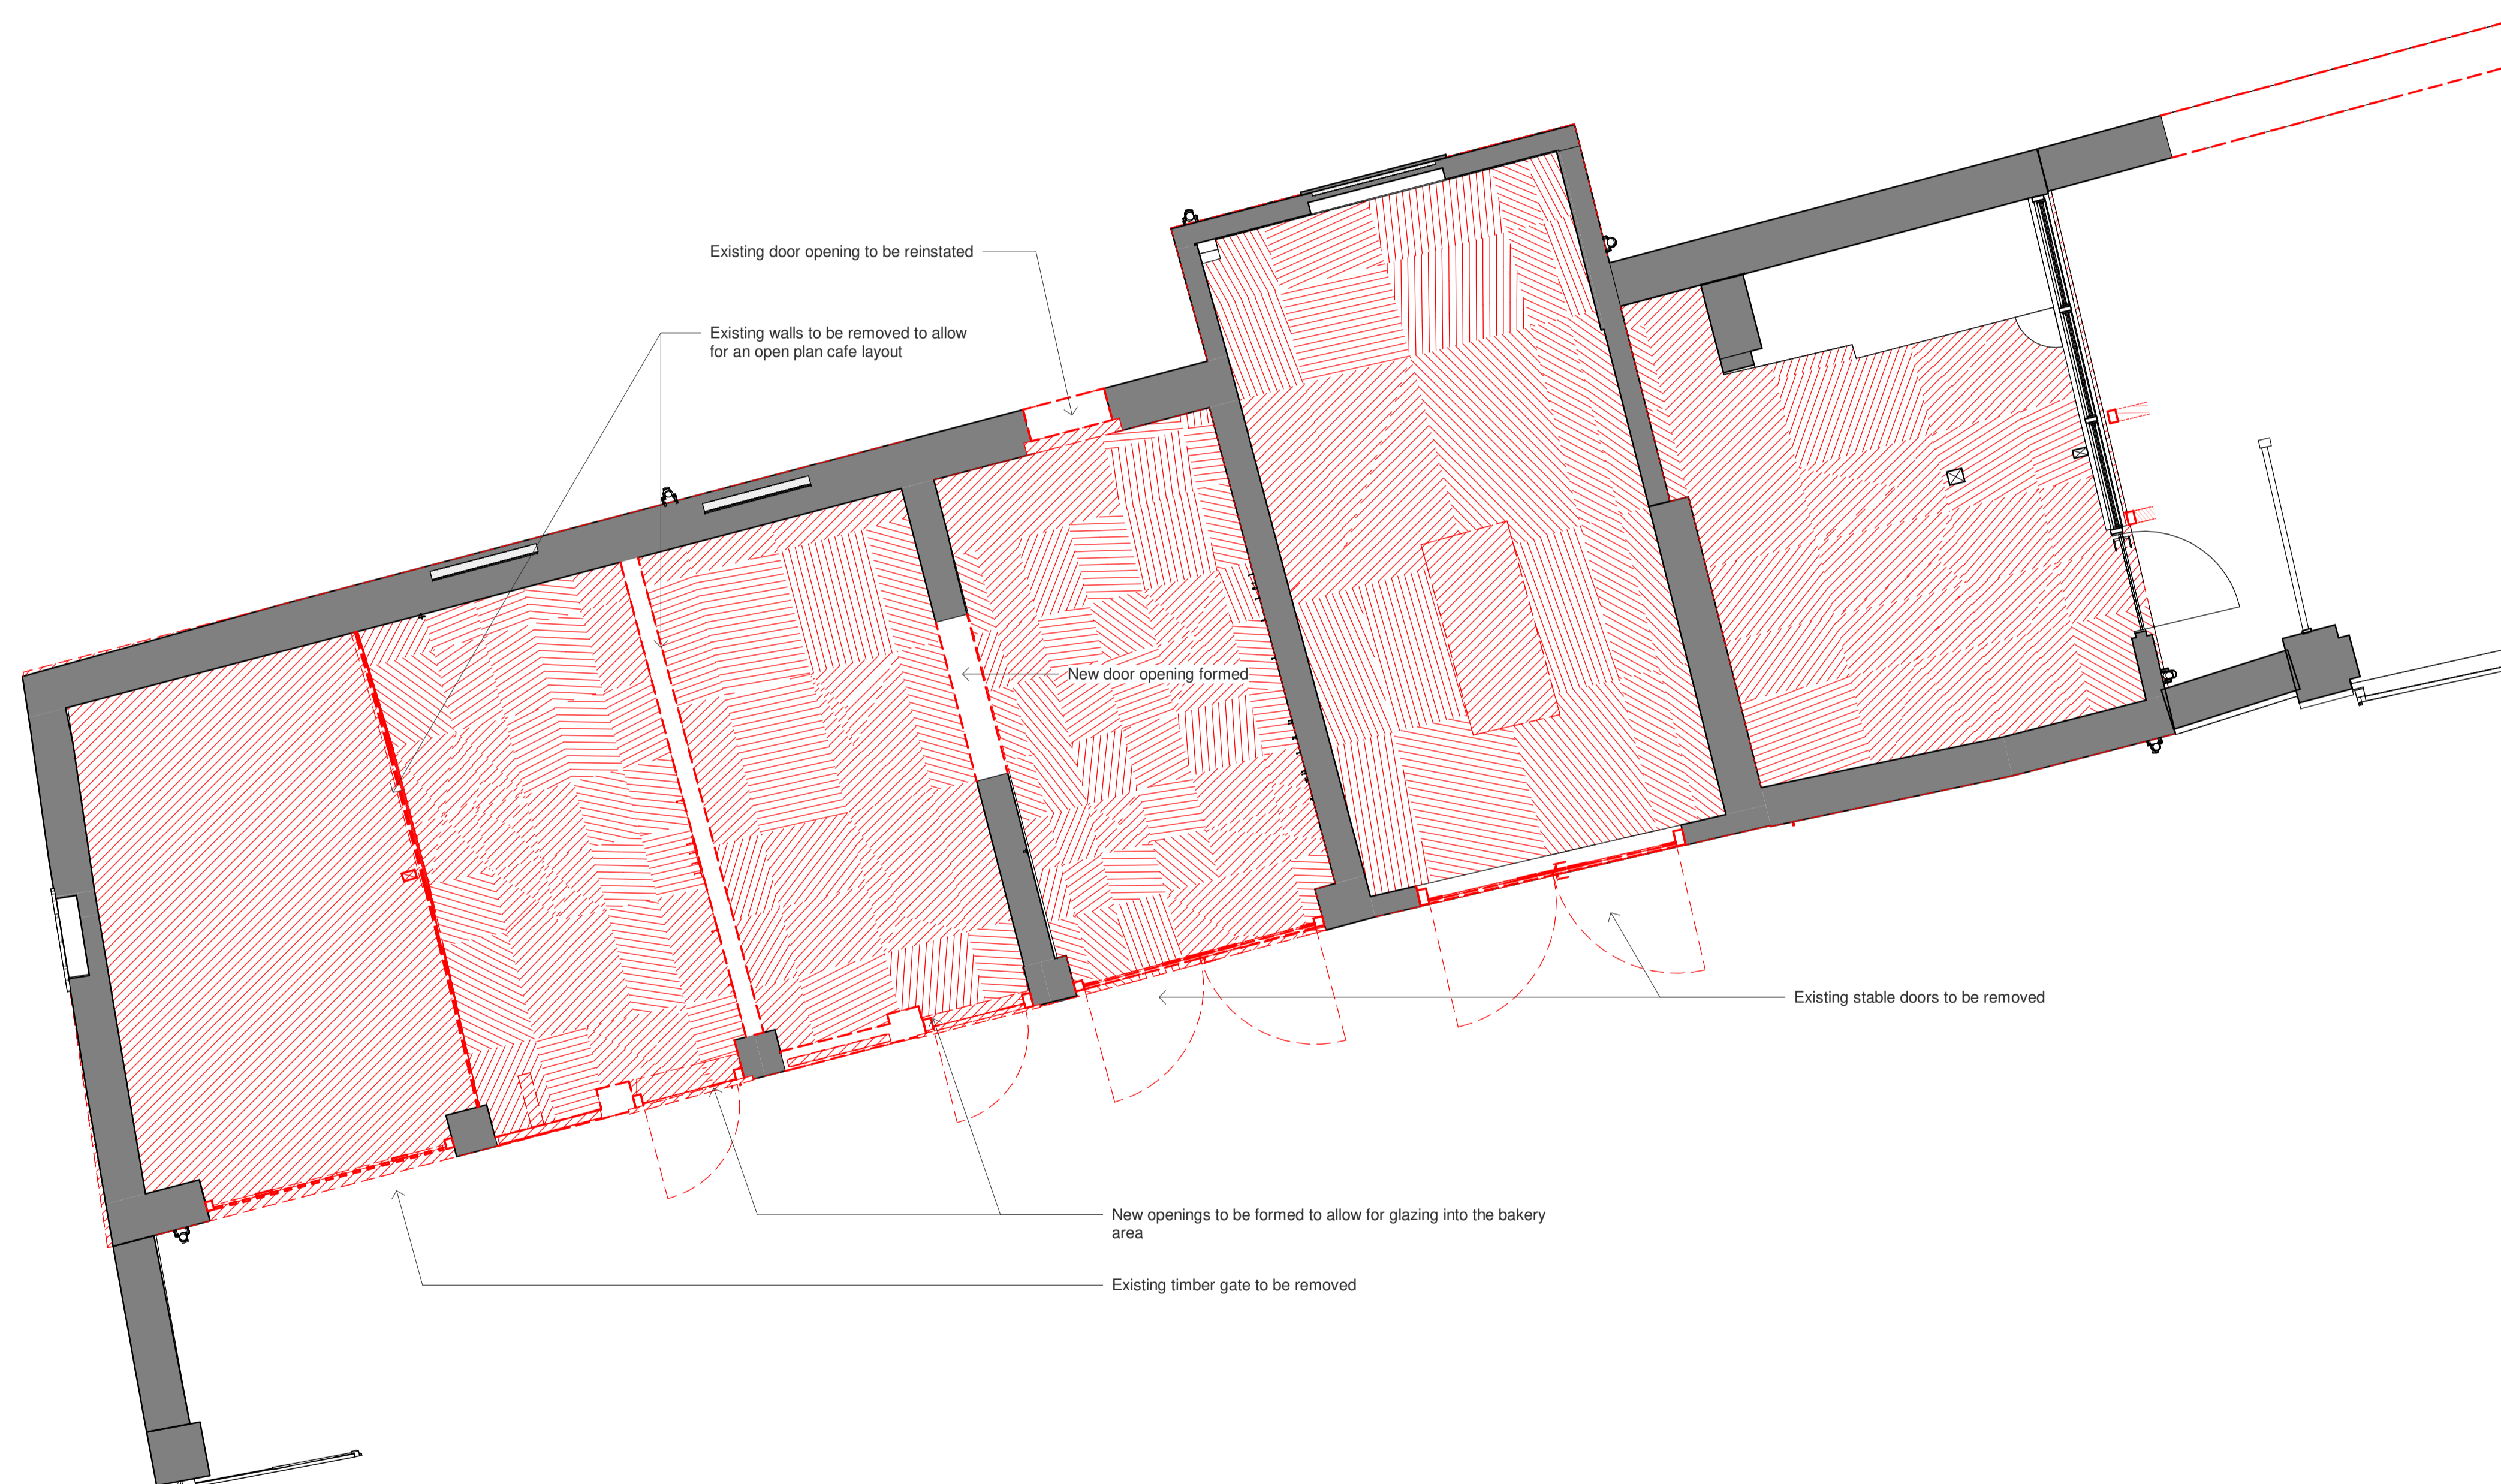 Existing door opening to be reinstated
Existing walls to be removed to allow
for an open plan cafe layout
New door opening formed
Existing stable doors to be removed
New openings to be formed to allow for glazing into the bakery
area
Existing timber gate to be removed